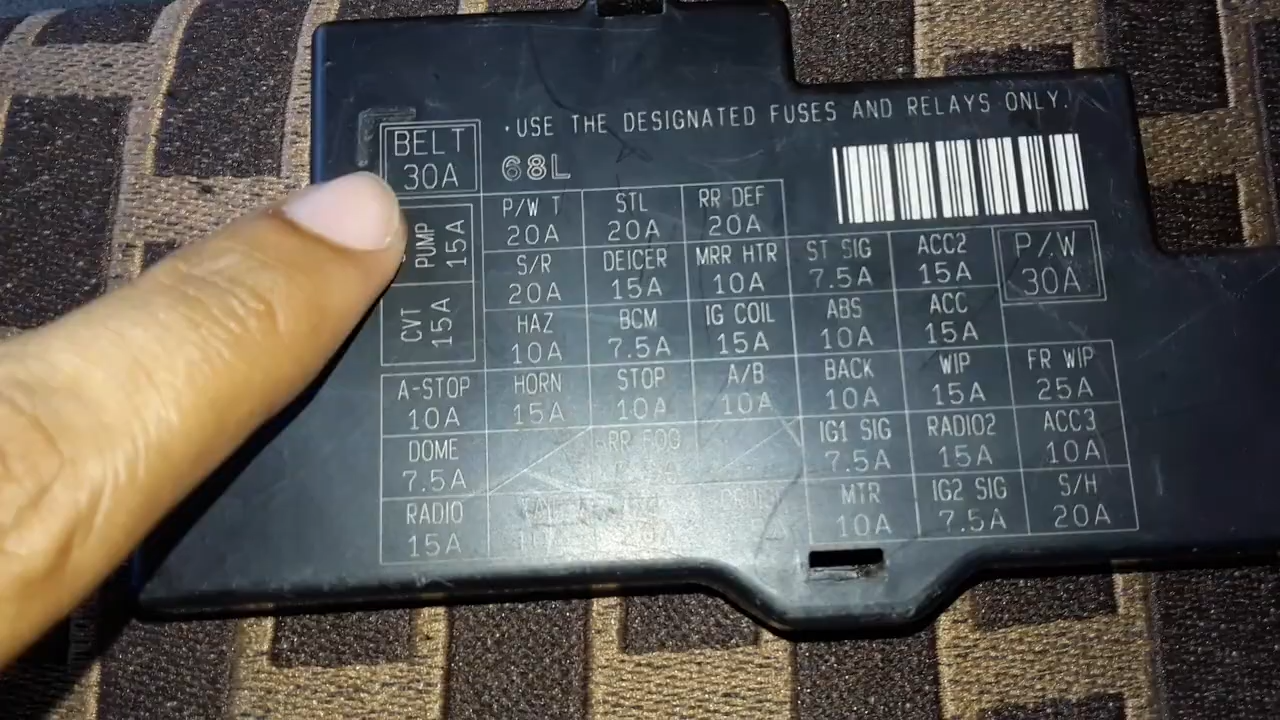 ·USE THE DESIGNATED FUSES AND RELAYS ONLY.
BELT
30A
68L
PUMP
15A
CVT
15A
P/W T
20A
STL
20A
RR DEF
20A
S/R
20A
DEICER
15A
MRR HTR
10A
ST SIG
7.5A
ACC2
15A
P/W
30A
HAZ
10A
BCM
7.5A
IG COIL
15A
ABS
10A
ACC
15A
A-STOP
10A
HORN
15A
STOP
10A
A/B
10A
BACK
10A
WIP
15A
FR WIP
25A
DOME
7.5A
RR FOG
IG1 SIG
7.5A
RADIO2
15A
ACC3
10A
RADIO
15A
MTR
10A
IG2 SIG
7.5A
S/H
20A